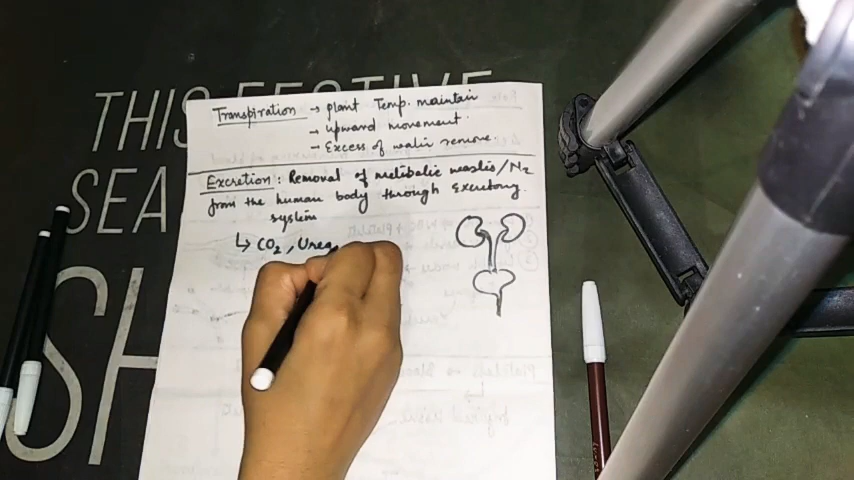 THIS FESTIVE
SEA
SH
Transpiration → plant Temp. maintain
→ upward movement.
→ Excess of water remove.
Excretion : Removal of metibolic wastes/N2
from the human body through Excretory
system
↳ CO2, Urea